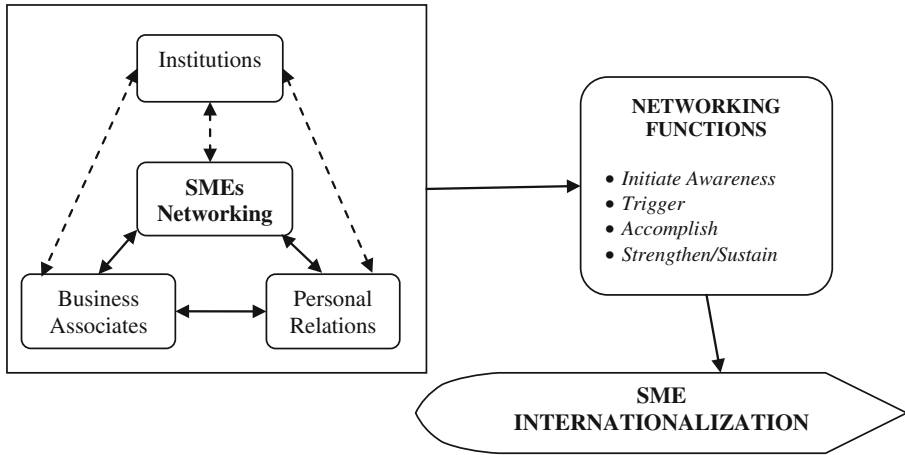 Institutions
SMEs
Networking
Business
Associates
Personal
Relations
NETWORKING
FUNCTIONS
• Initiate Awareness
• Trigger
• Accomplish
• Strengthen/Sustain
SME
INTERNATIONALIZATION